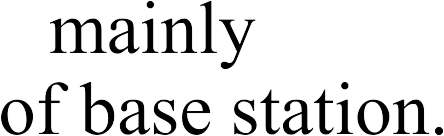 mainly
of base station.